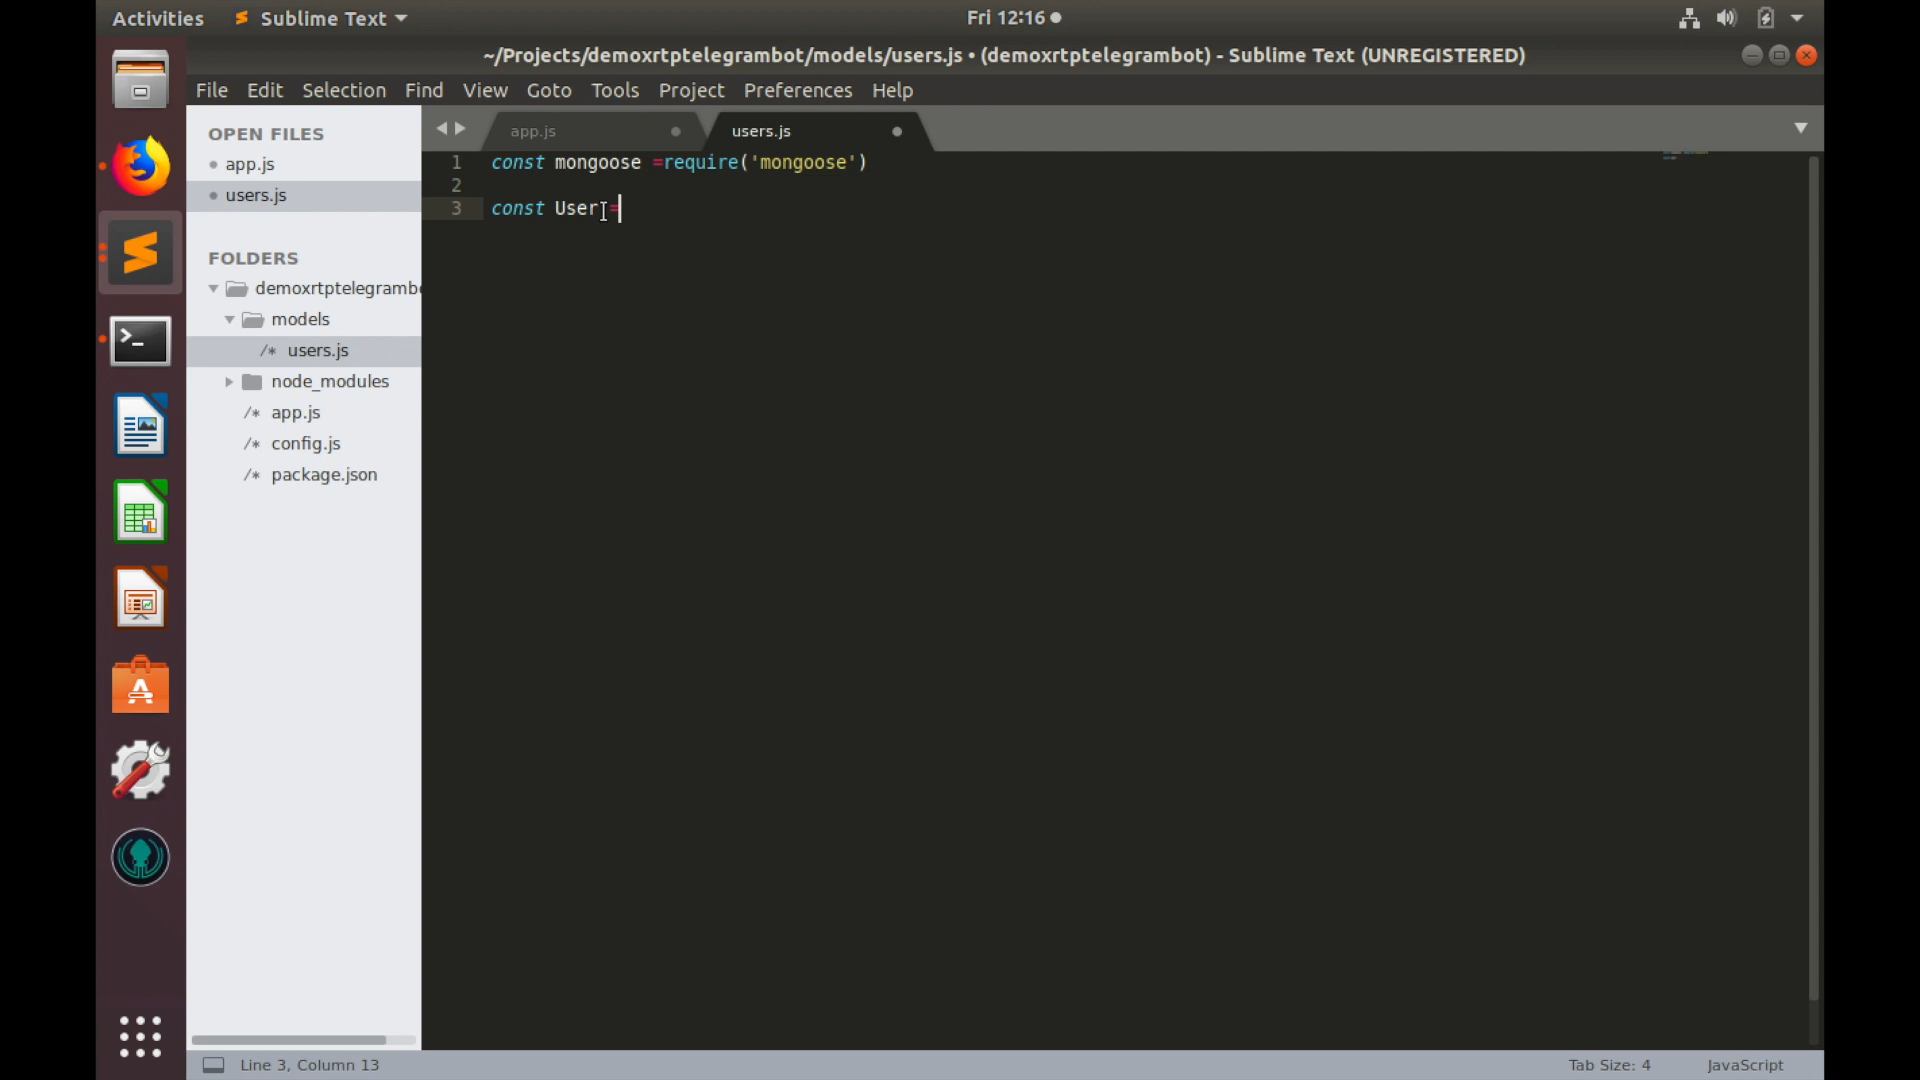 Activities
Sublime Text
Fri 12:16
~/Projects/demoxrtptelegrambot/models/users.js • (demoxrtptelegrambot) - Sublime Text (UNREGISTERED)
File Edit Selection Find View Goto Tools Project Preferences Help
OPEN FILES
app.js
users.js
FOLDERS
demoxrtptelegrambo
models
/* users.js
node_modules
/* app.js
/* config.js
/* package.json
app.js
users.js
1 const mongoose =require('mongoose')
2
3 const User =
Line 3, Column 13
Tab Size: 4
JavaScript